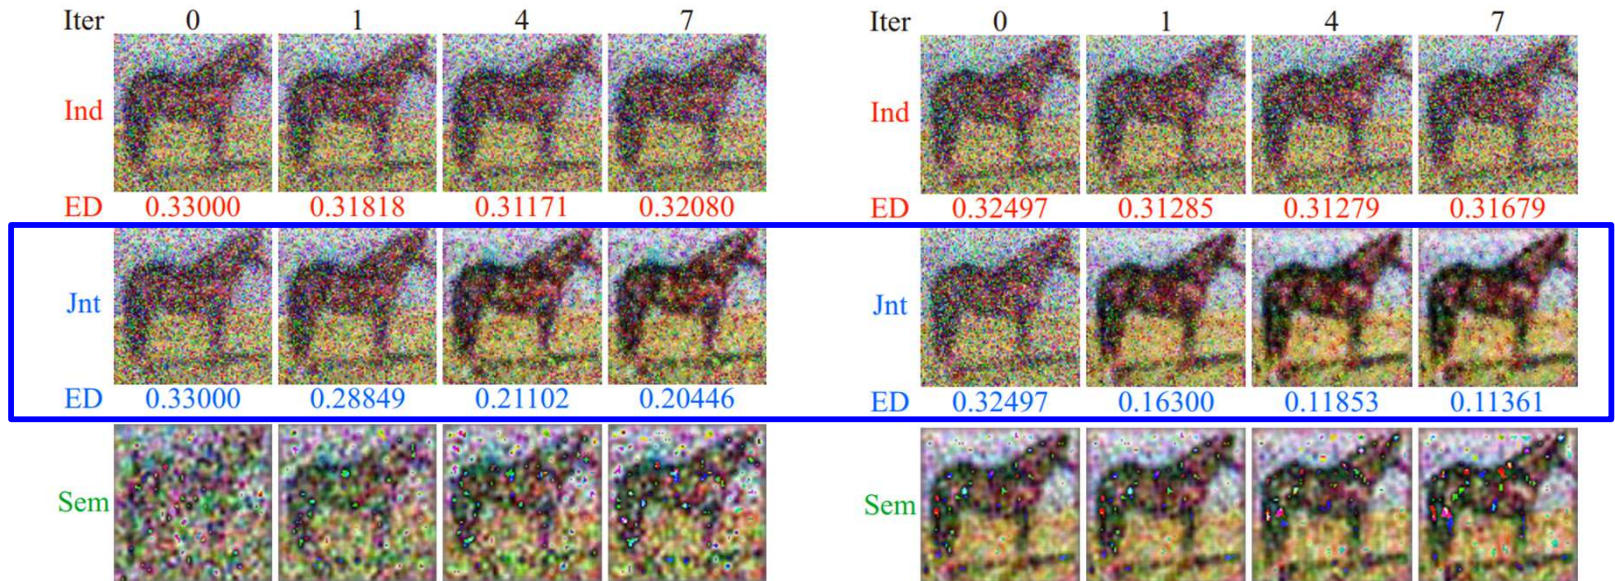 Iter 0 1 4 7
Ind
ED 0.33000 0.31818 0.31171 0.32080
Jnt
ED 0.33000 0.28849 0.21102 0.20446
Sem
Iter 0 1 4 7
Ind
ED 0.32497 0.31285 0.31279 0.31679
Jnt
ED 0.32497 0.16300 0.11853 0.11361
Sem